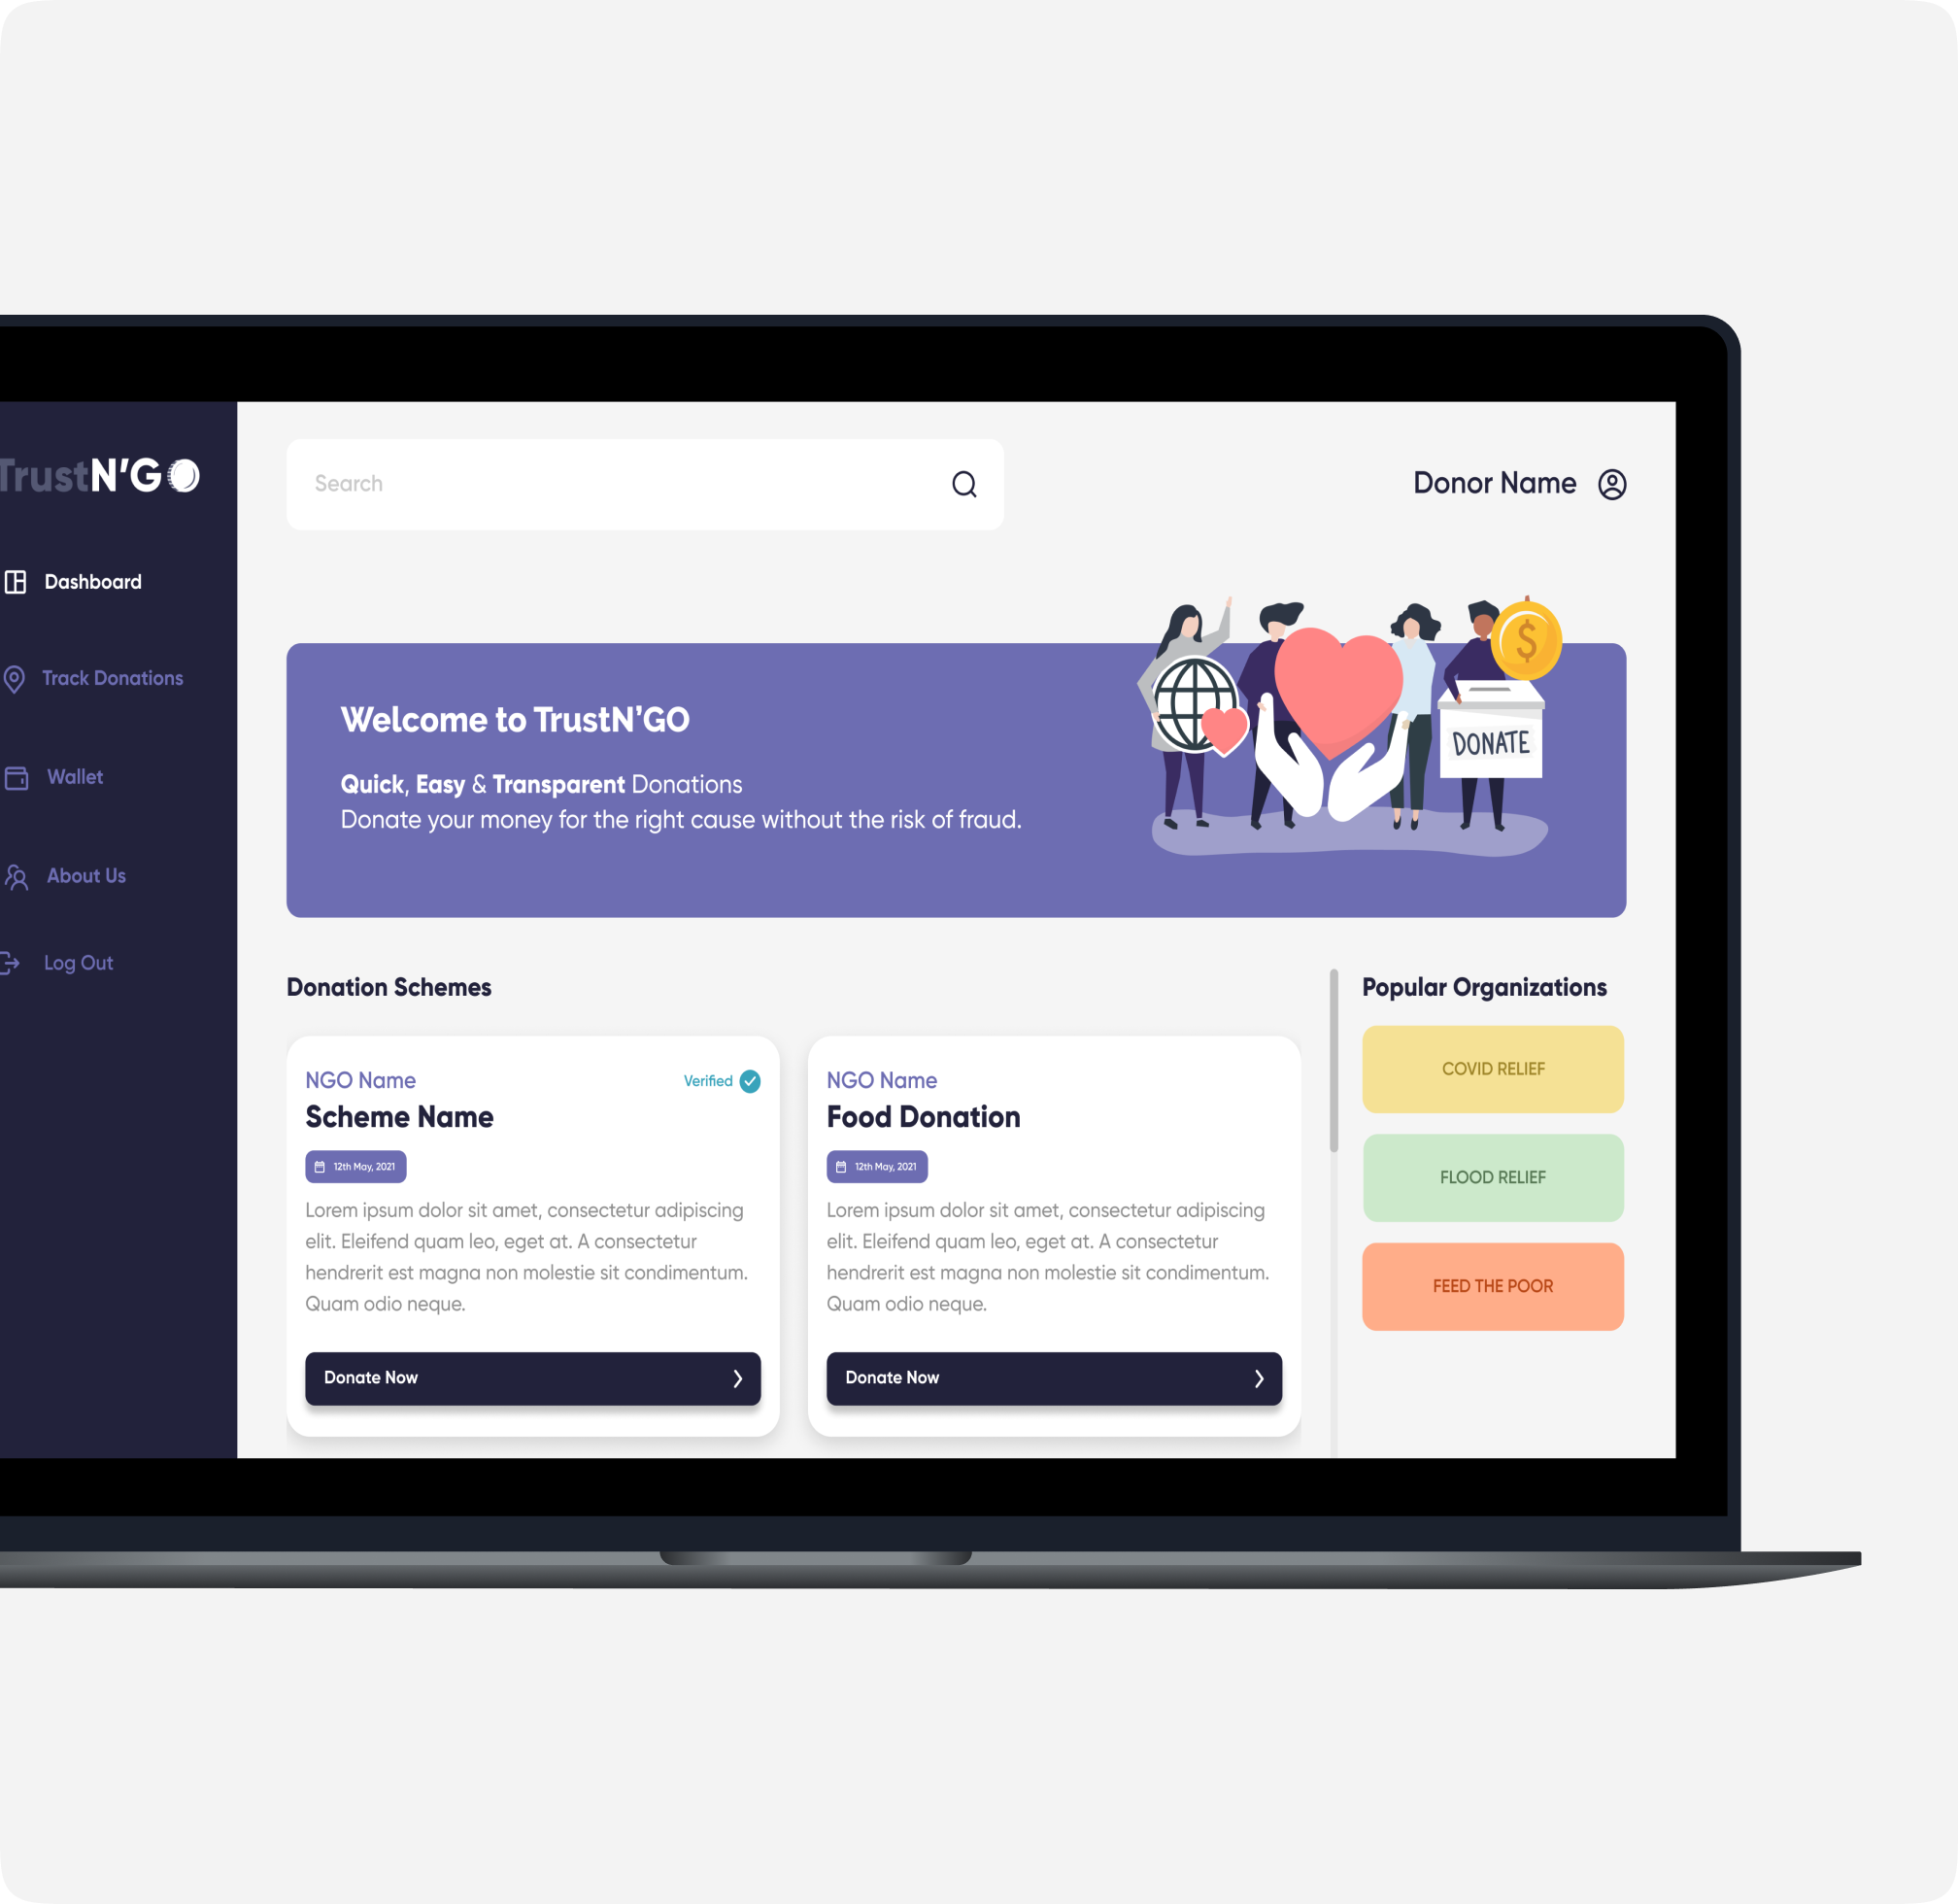 TrustN'GO
Dashboard
Track Donations
Wallet
About Us
Log Out
Search
Donor Name
Welcome to TrustN'GO
Quick, Easy & Transparent Donations
Donate your money for the right cause without the risk of fraud.
DONATE
$
Donation Schemes
NGO Name
Verified
Scheme Name
12th May, 2021
Lorem ipsum dolor sit amet, consectetur adipiscing
elit. Eleifend quam leo, eget at. A consectetur
hendrerit est magna non molestie sit condimentum.
Quam odio neque.
Donate Now
NGO Name
Food Donation
12th May, 2021
Lorem ipsum dolor sit amet, consectetur adipiscing
elit. Eleifend quam leo, eget at. A consectetur
hendrerit est magna non molestie sit condimentum.
Quam odio neque.
Donate Now
Popular Organizations
COVID RELIEF
FLOOD RELIEF
FEED THE POOR